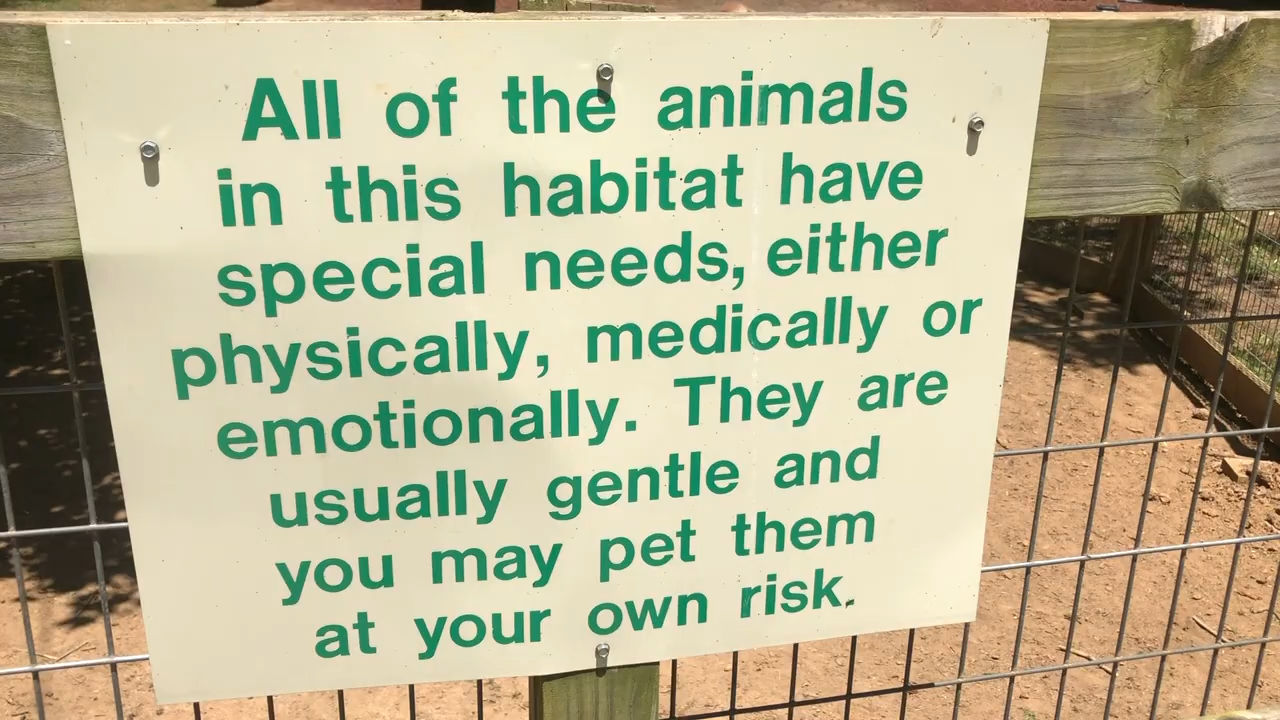 All of the animals
in this habitat have
special needs, either
physically, medically or
emotionally. They are
usually gentle and
you may pet them
at your own risk.